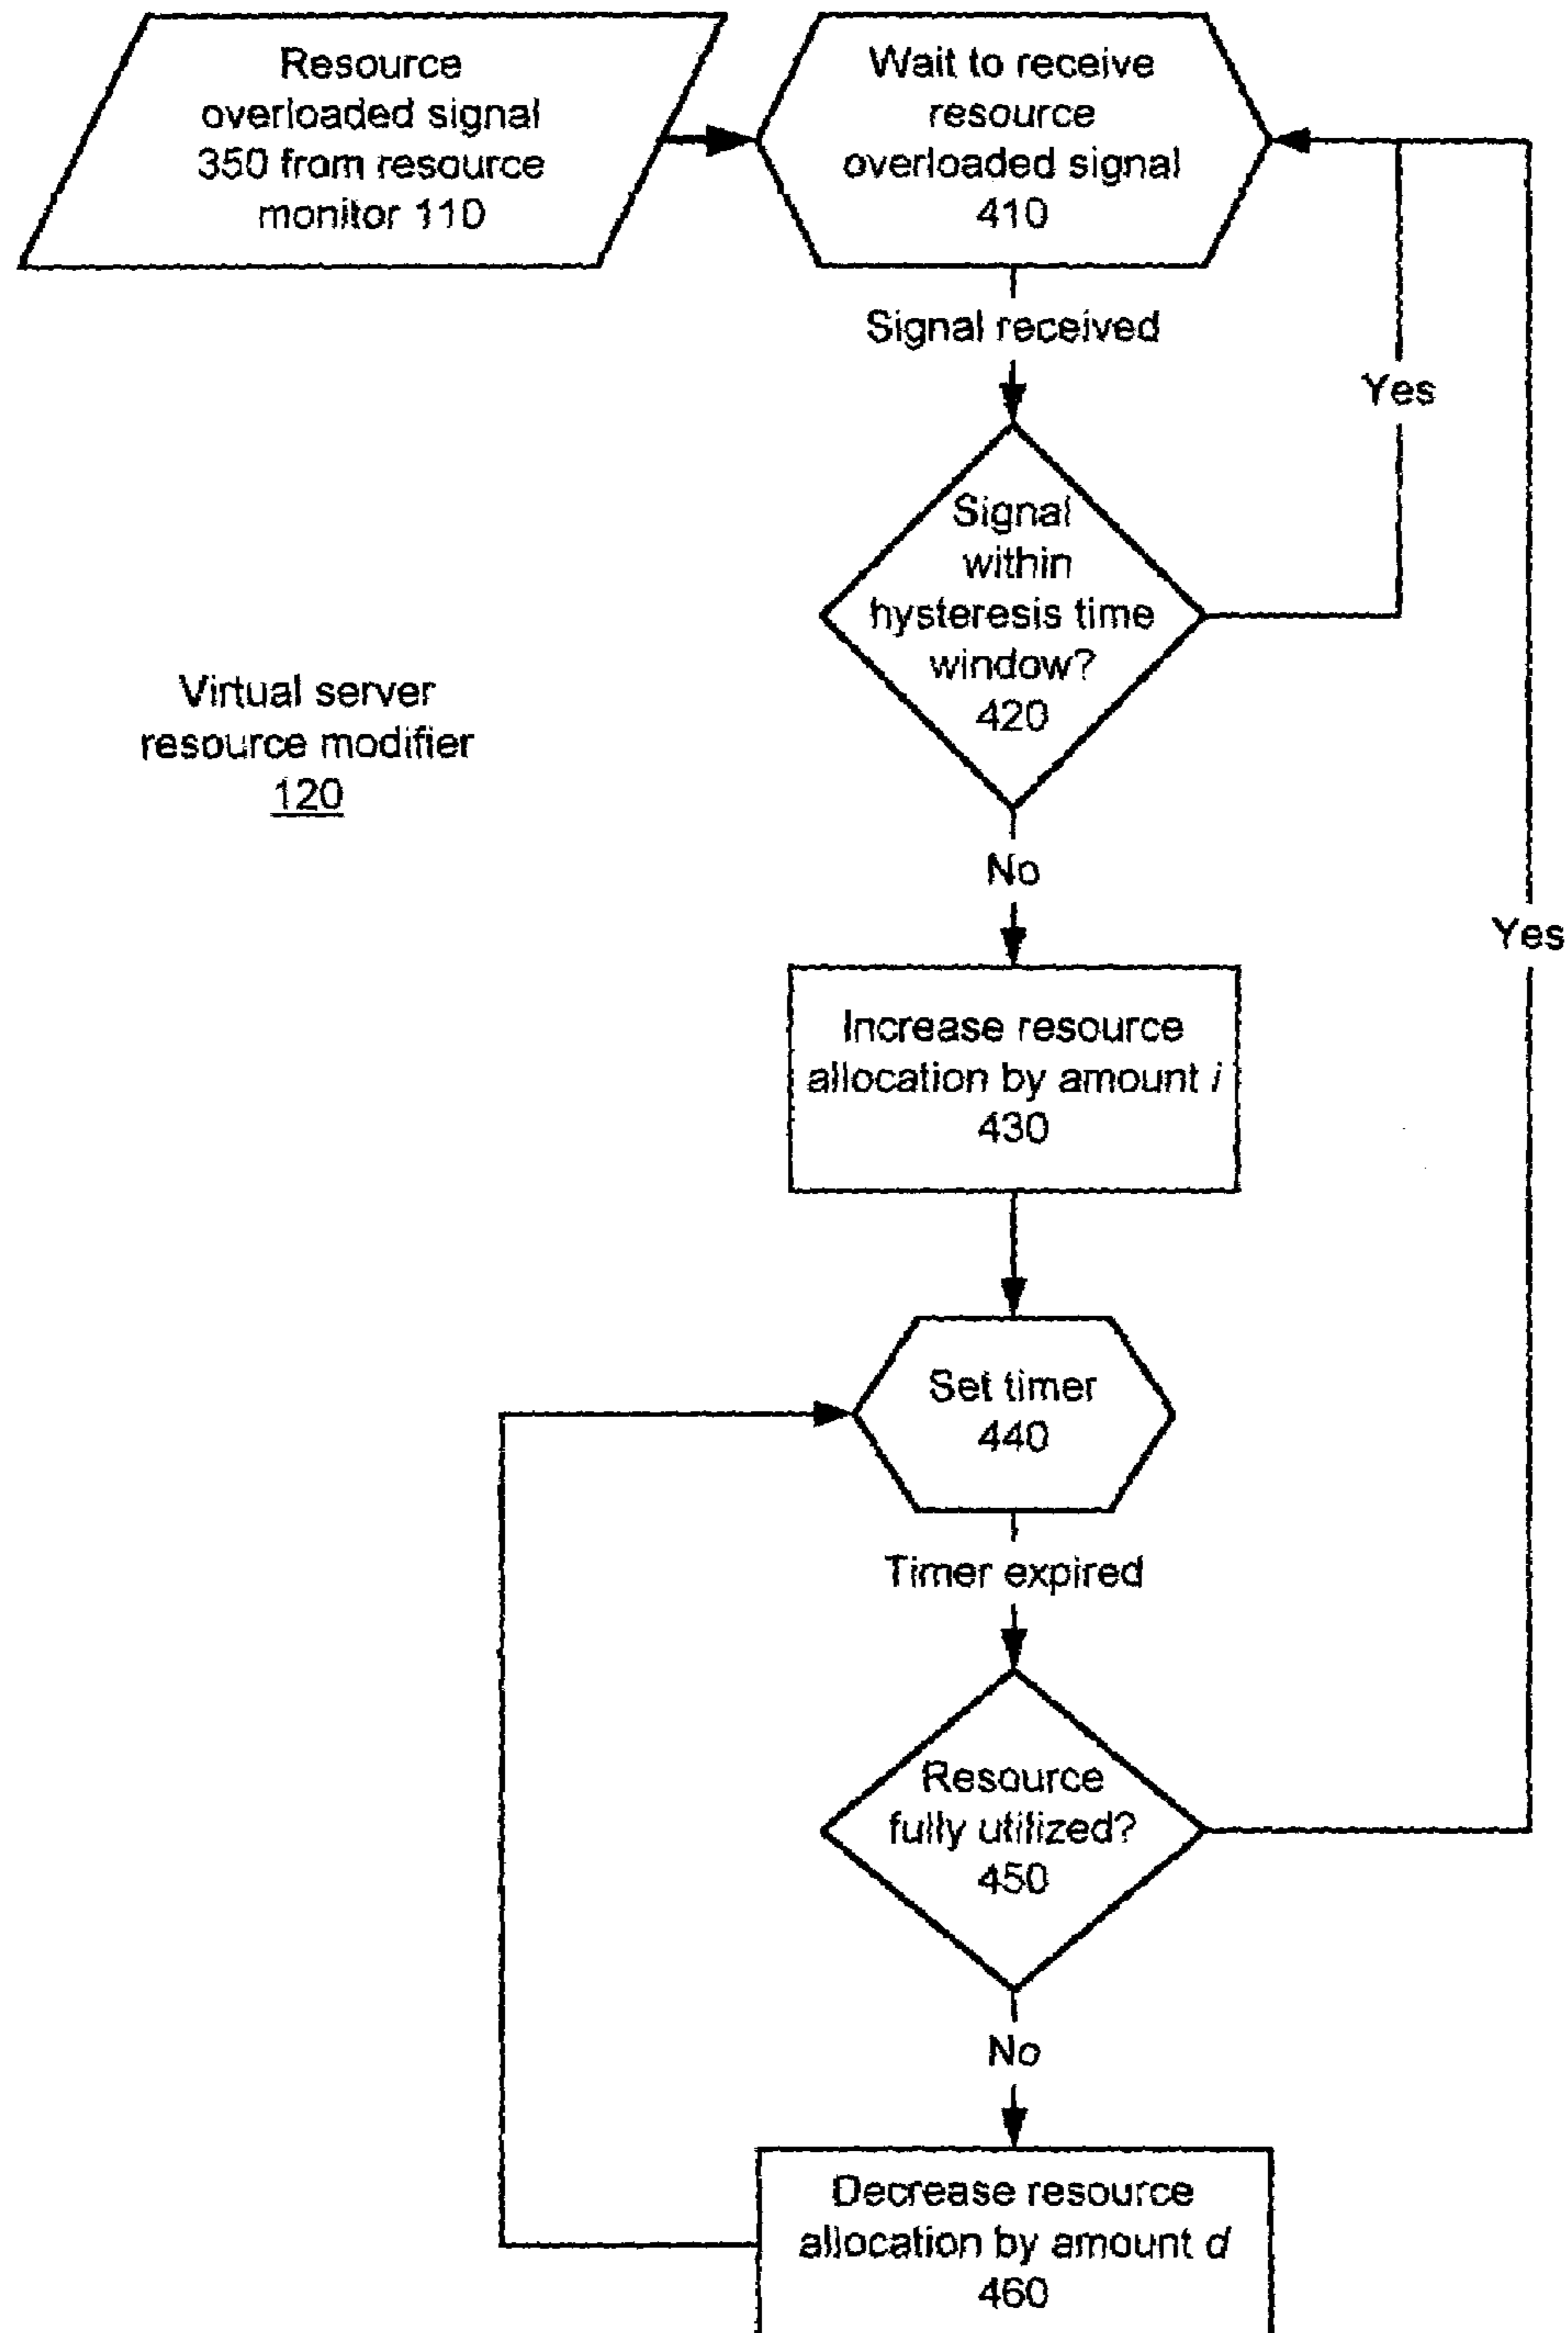 Resource
overloaded signal
350 from resource
monitor 110
Wait to receive
resource
overloaded signal
410
Signal received
Yes
Signal
within
hysteresis time
window?
420
Virtual server
resource modifier
120
No
Yes
Increase resource
allocation by amount i
430
Set timer
440
Timer expired
Resource
fully utilized?
450
No
Decrease resource
allocation by amount d
460